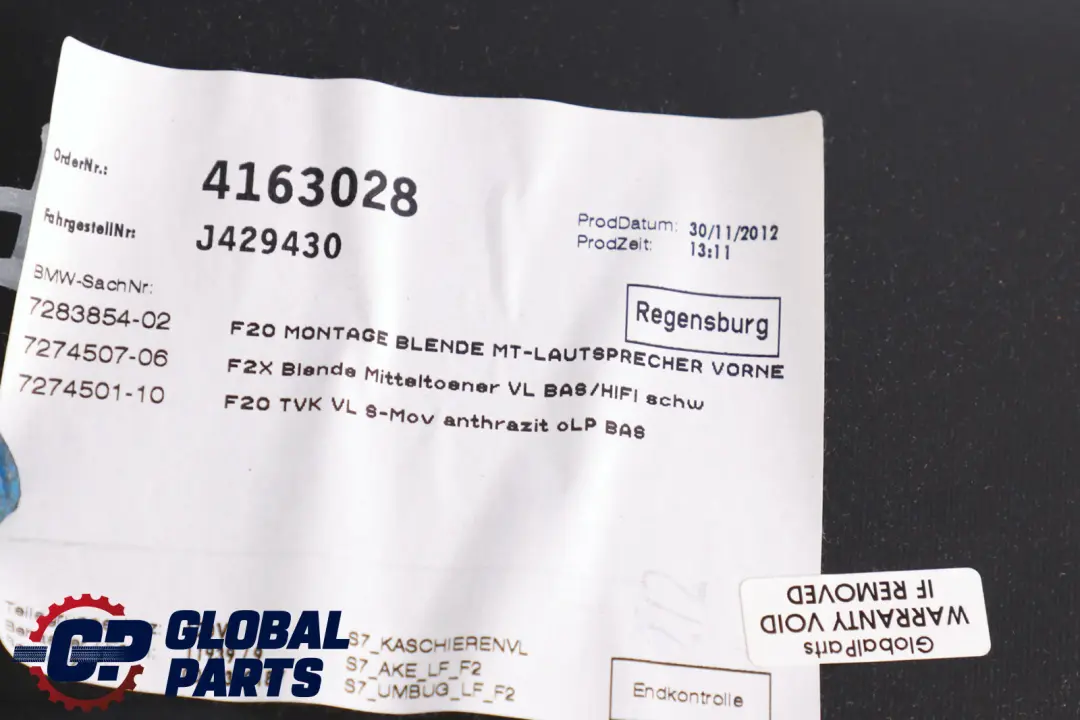 OrderNr.: 4163028
FahrgestellNr: J429430
ProdDatum: 30/11/2012
ProdZeit: 13:11
Regensburg
BMW-SachNr:
7283854-02 F20 MONTAGE BLENDE MT-LAUTSPRECHER VORNE
7274507-06 F2X Blende Mitteltoener VL BAS/HIFI schw
7274501-10 F20 TVK VL S-Mov anthrazit oLP BAS
S7_KASCHIERENVL
S7_AKE_LF_F2
S7_UMBUG_LF_F2
Endkontrolle
GlobalParts
WARRANTY VOID
IF REMOVED
GP GLOBAL
PARTS